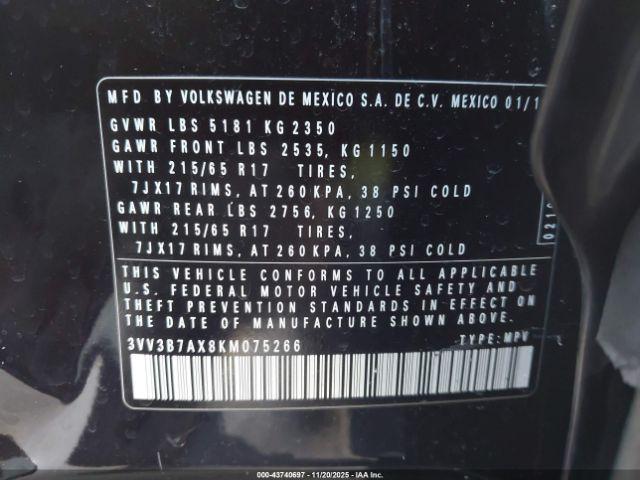 MFD BY VOLKSWAGEN DE MEXICO S.A. DE C.V. MEXICO 01/1
GVWR LBS 5181 KG 2350
GAWR FRONT LBS 2535, KG 1150
WITH 215/65 R17 TIRES,
7JX17 RIMS, AT 260 KPA, 38 PSI COLD
GAWR REAR LBS 2756, KG 1250
WITH 215/65 R17 TIRES,
7JX17 RIMS, AT 260 KPA, 38 PSI COLD
THIS VEHICLE CONFORMS TO ALL APPLICABLE
U.S. FEDERAL MOTOR VEHICLE SAFETY AND
THEFT PREVENTION STANDARDS IN EFFECT ON
THE DATE OF MANUFACTURE SHOWN ABOVE.
3VV3B7AX8KM075266 TYPE: MPV
© IAA - 43740697 - 11/20/2025 - IAAI.com